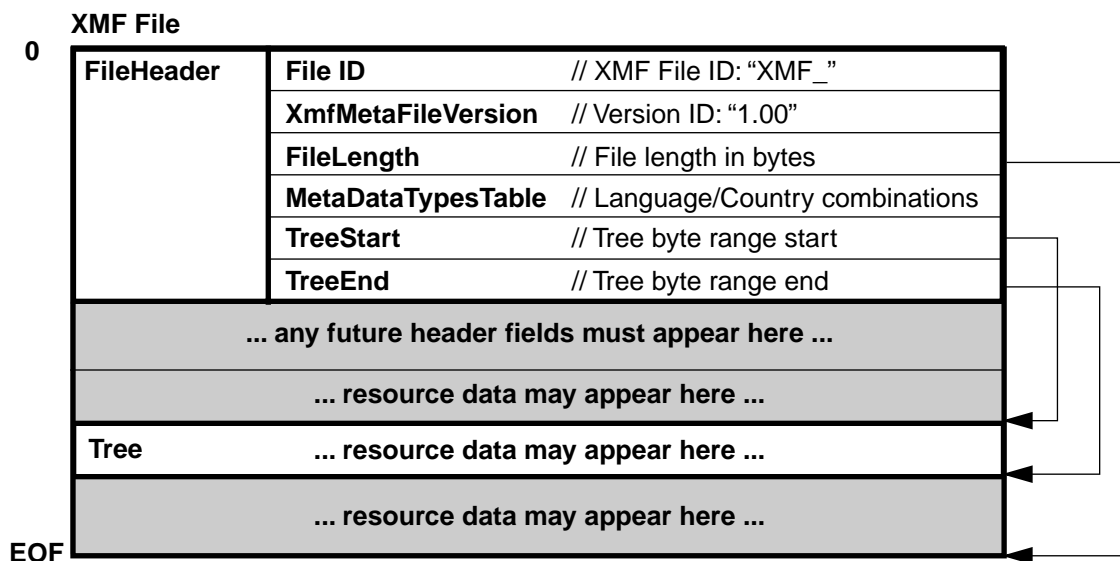 XMF File
0
FileHeader
File ID // XMF File ID: “XMF_”
XmfMetaFileVersion // Version ID: “1.00”
FileLength // File length in bytes
MetaDataTypesTable // Language/Country combinations
TreeStart // Tree byte range start
TreeEnd // Tree byte range end
... any future header fields must appear here ...
... resource data may appear here ...
Tree ... resource data may appear here ...
... resource data may appear here ...
EOF